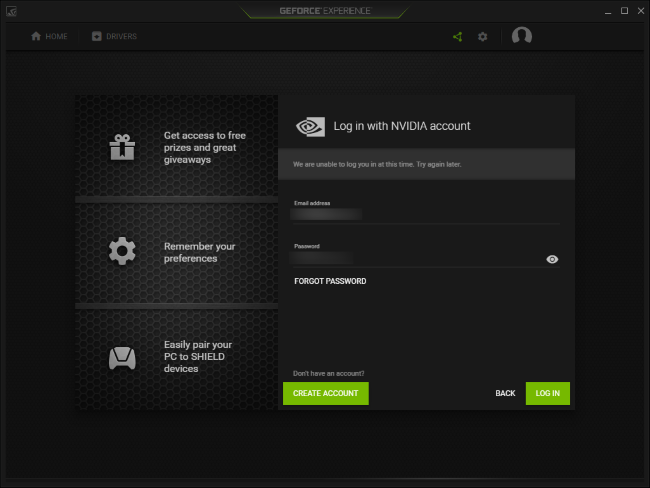 GEFORCE EXPERIENCE
HOME
DRIVERS
Get access to free
prizes and great
giveaways
Remember your
preferences
Easily pair your
PC to SHIELD
devices
Log in with NVIDIA account
We are unable to log you in at this time. Try again later.
Email address
Password
FORGOT PASSWORD
Don't have an account?
CREATE ACCOUNT
BACK
LOG IN